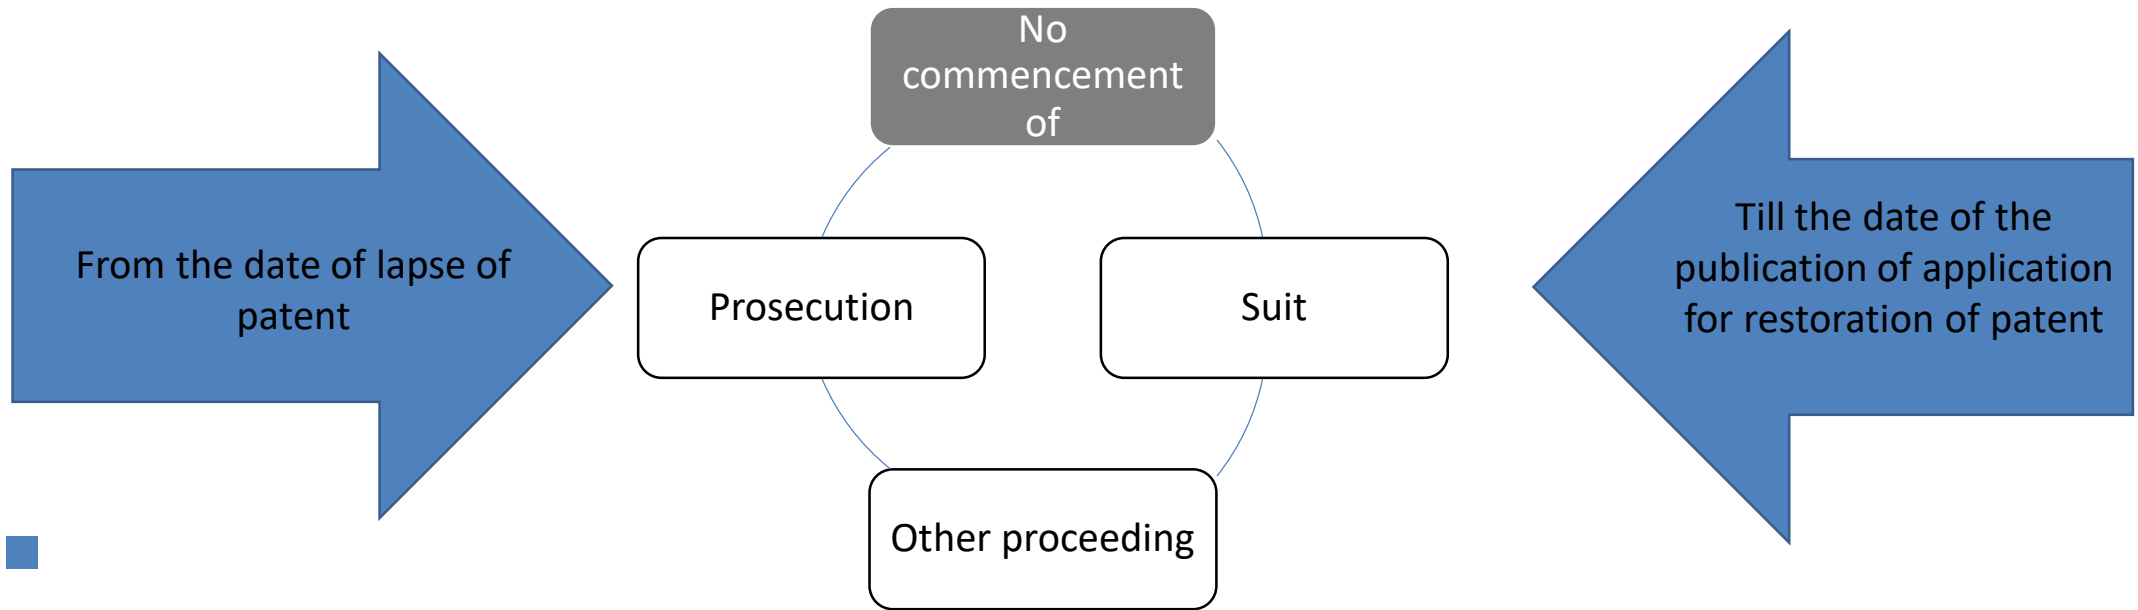 No
commencement
of
From the date of lapse of
patent
Prosecution
Suit
Till the date of the
publication of application
for restoration of patent
Other proceeding